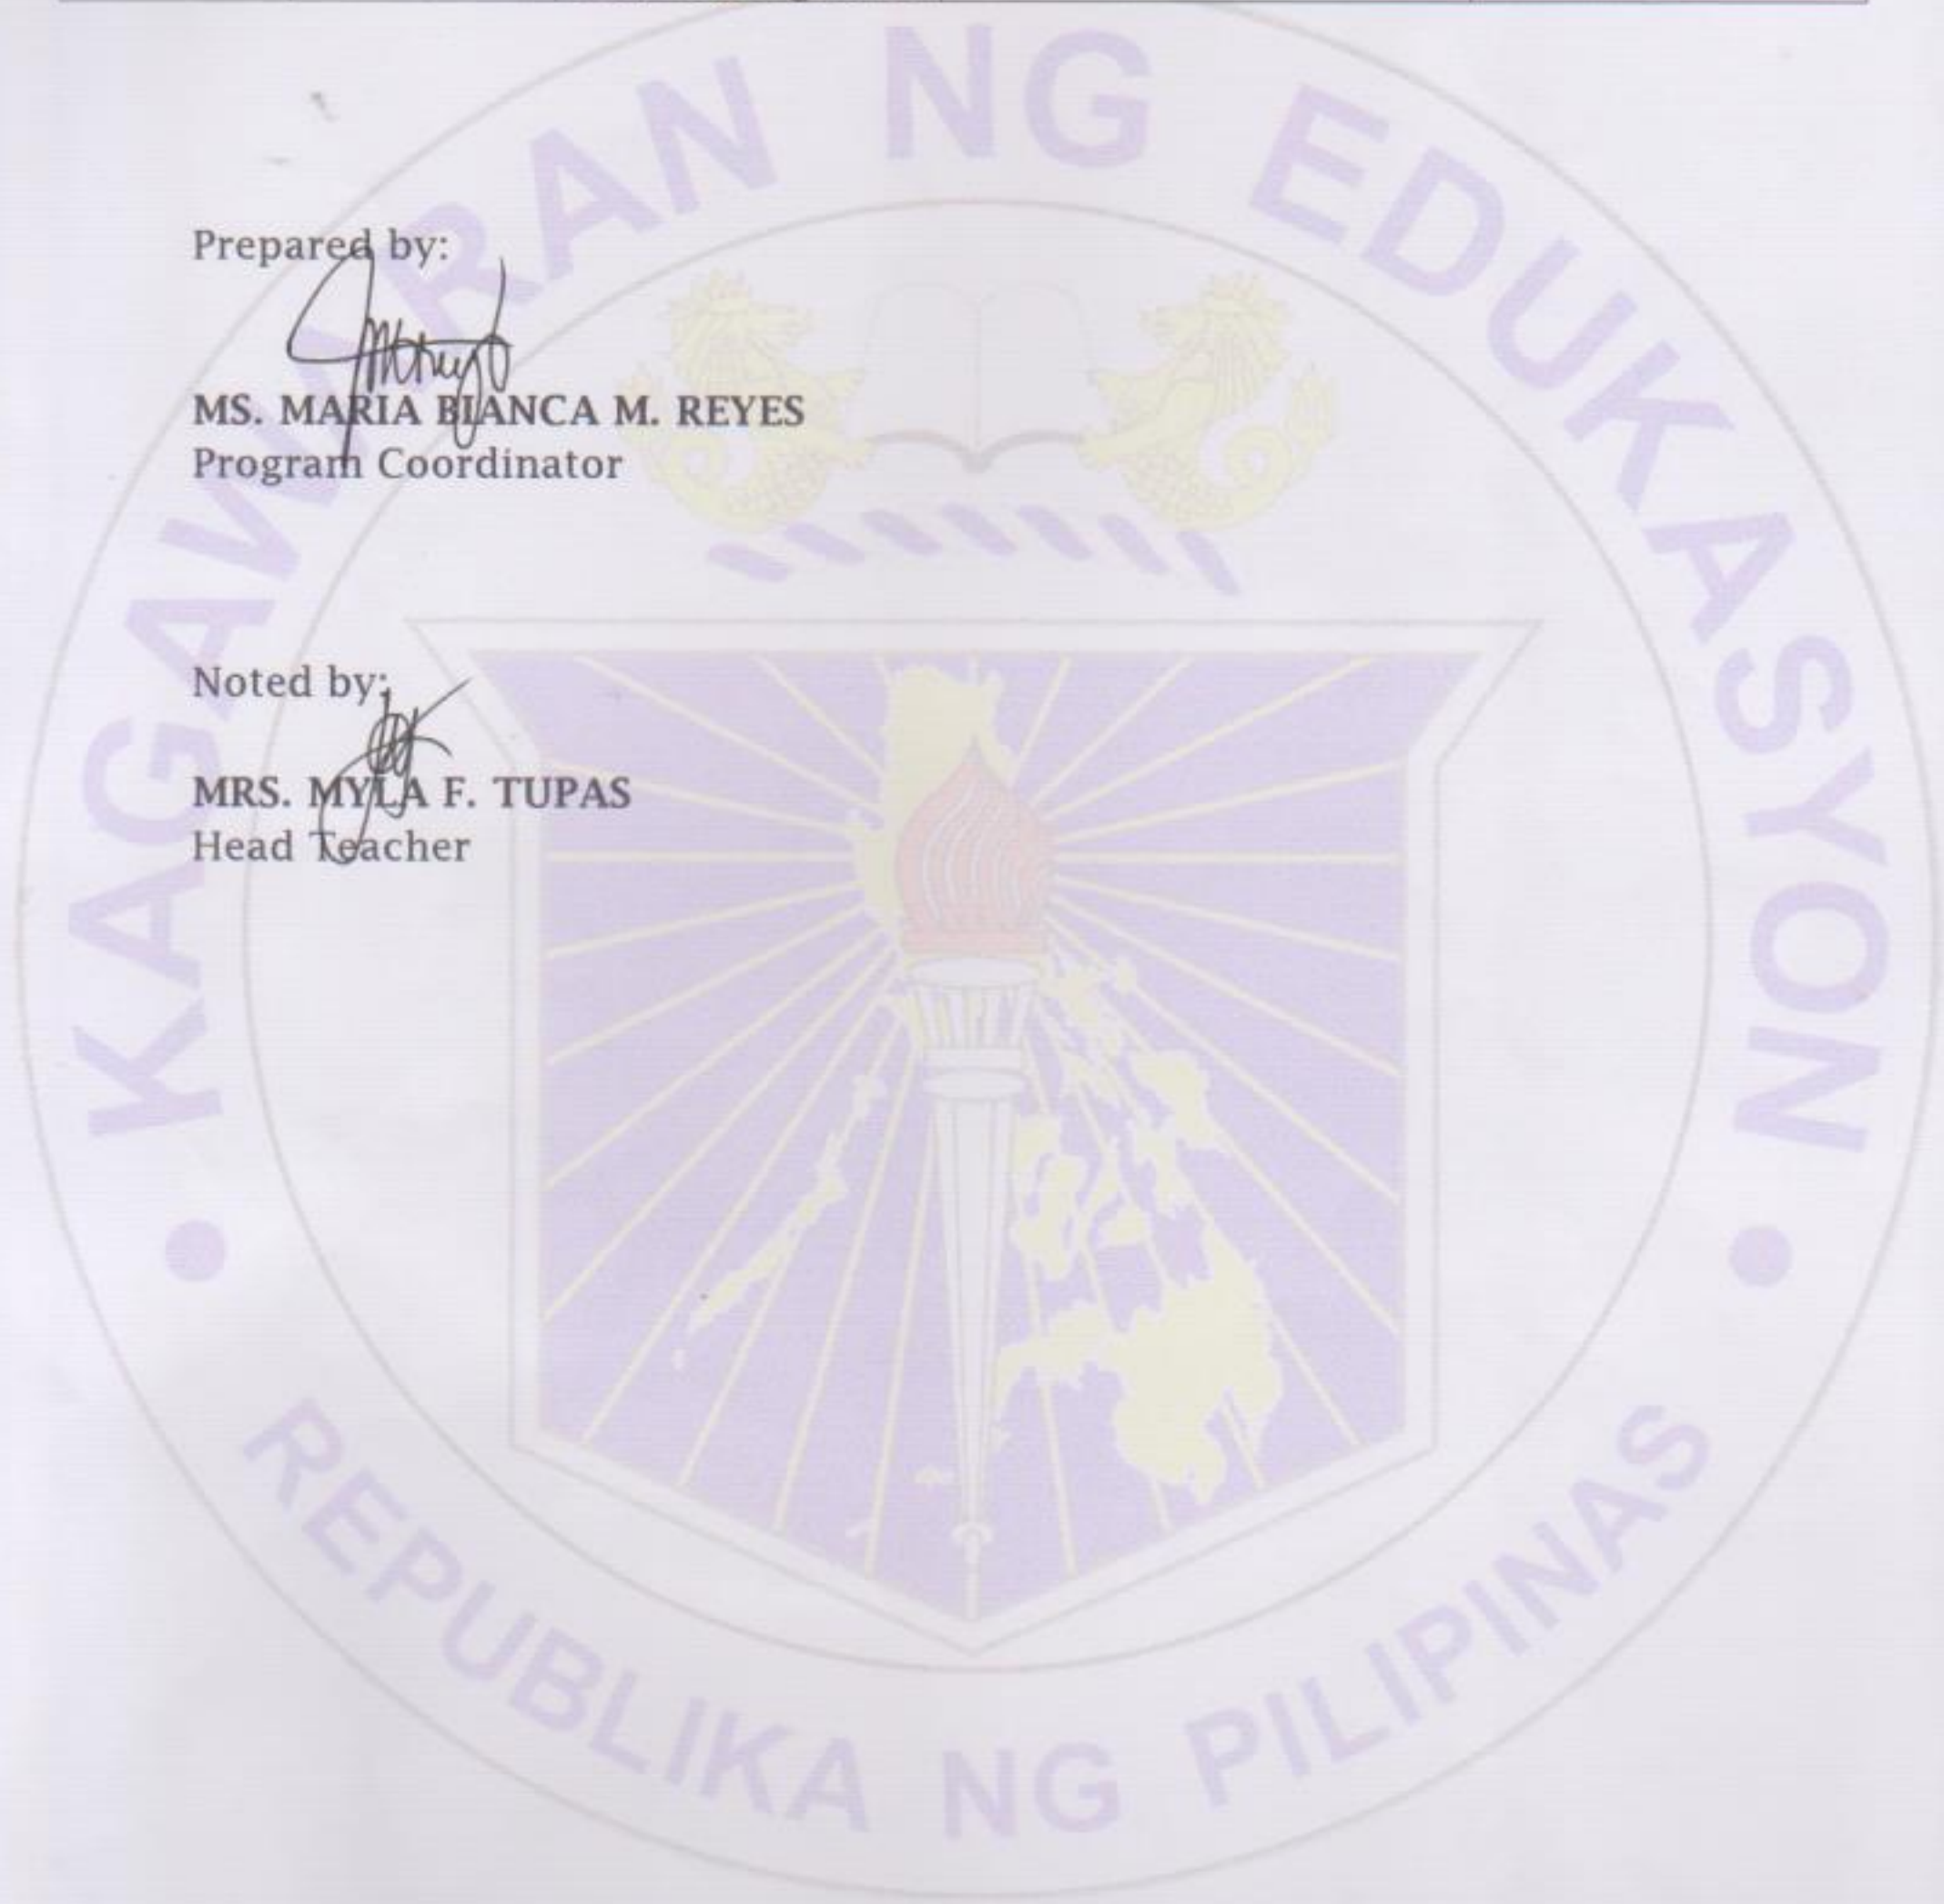 KAGAWARAN NG EDUKASYON
Prepared by:
MS. MARIA BIANCA M. REYES
Program Coordinator
Noted by:
MRS. MYLA F. TUPAS
Head Teacher
REPUBLIKA NG PILIPINAS